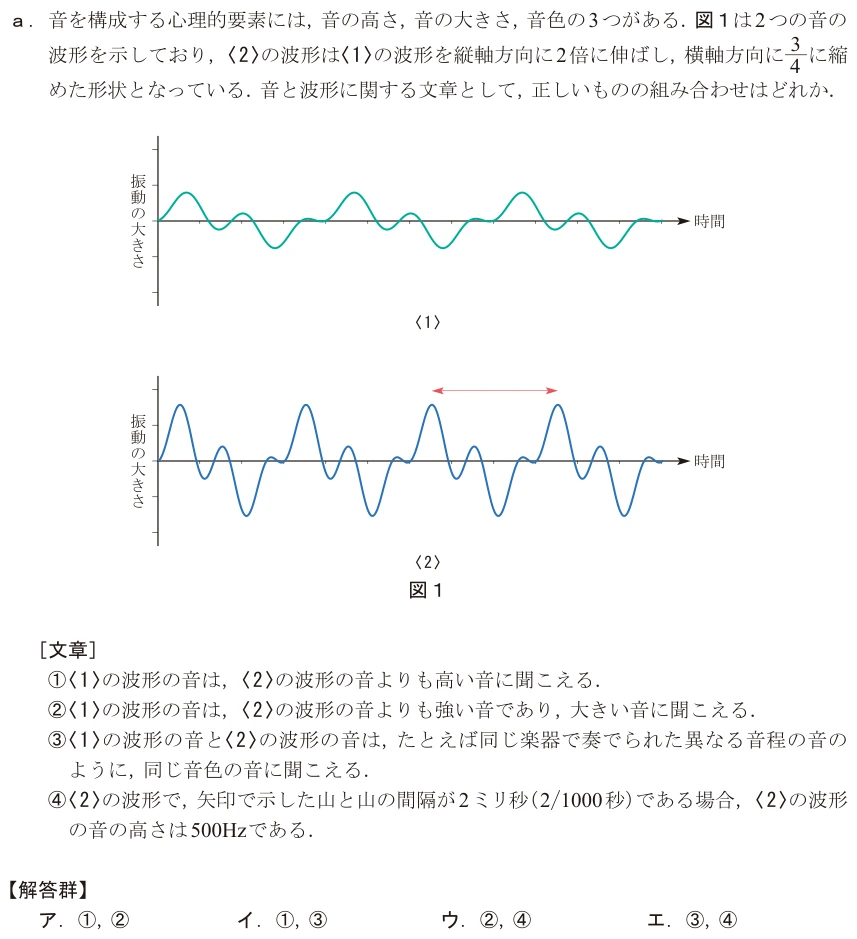 a．音を構成する心理的要素には，音の高さ，音の大きさ，音色の3つがある．図1は2つの音の
波形を示しており，〈2〉の波形は〈1〉の波形を縦軸方向に2倍に伸ばし，横軸方向に3/4に縮
めた形状となっている．音と波形に関する文章として，正しいものの組み合わせはどれか．
振動の大きさ
時間
〈1〉
振動の大きさ
時間
〈2〉
図1
［文章］
①〈1〉の波形の音は，〈2〉の波形の音よりも高い音に聞こえる．
②〈1〉の波形の音は，〈2〉の波形の音よりも強い音であり，大きい音に聞こえる．
③〈1〉の波形の音と〈2〉の波形の音は，たとえば同じ楽器で奏でられた異なる音程の音の
ように，同じ音色の音に聞こえる．
④〈2〉の波形で，矢印で示した山と山の間隔が2ミリ秒（2/1000秒）である場合，〈2〉の波形
の音の高さは500Hzである．
【解答群】
ア．①，② イ．①，③ ウ．②，④ エ．③，④